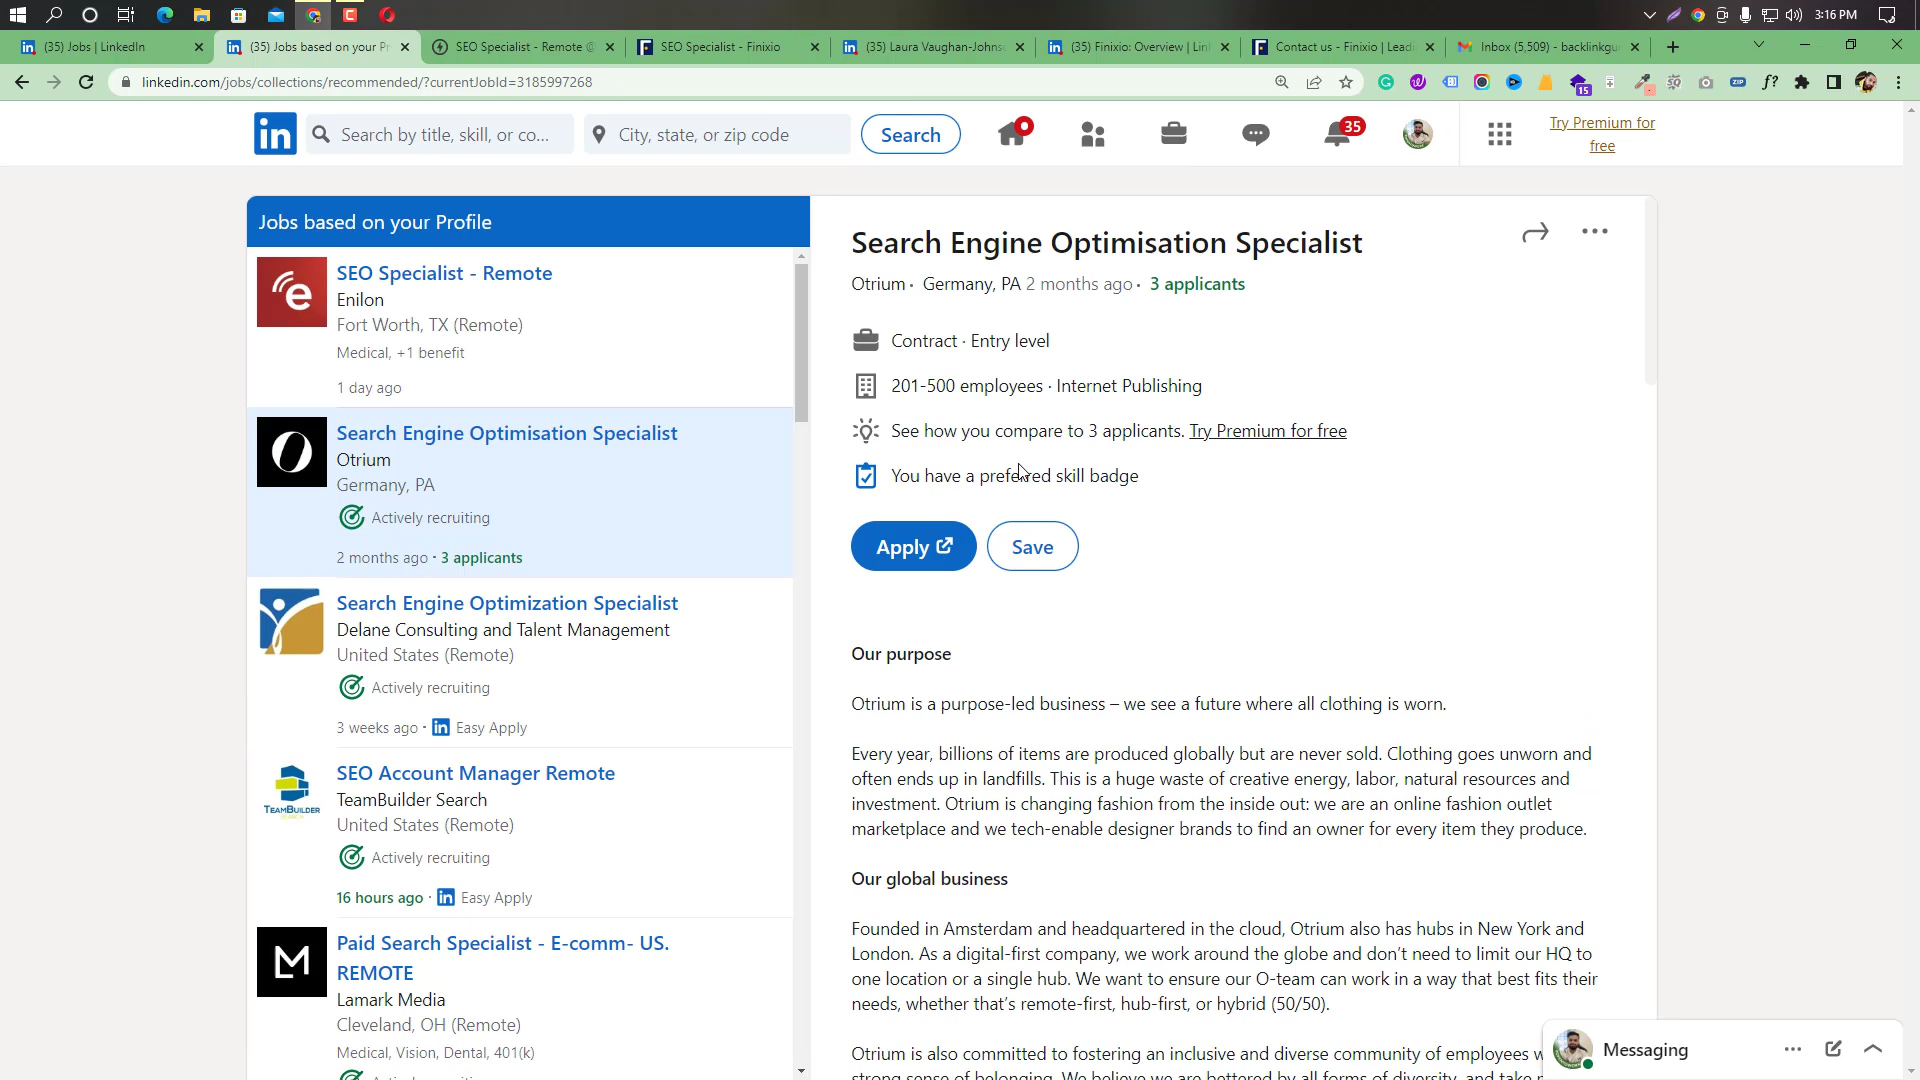 3:16 PM
(35) Jobs | LinkedIn
(35) Jobs based on your Pr
SEO Specialist - Remote @
SEO Specialist - Finixio
(35) Laura Vaughan-Johns
(35) Finixio: Overview | Lin
Contact us - Finixio | Leadi
Inbox (5,509) - backlinkgu
linkedin.com/jobs/collections/recommended/?currentJobId=3185997268
15
ZIP
f?
in
Search by title, skill, or co...
City, state, or zip code
Search
35
Try Premium for
free
Jobs based on your Profile
SEO Specialist - Remote
Enilon
Fort Worth, TX (Remote)
Medical, +1 benefit
1 day ago
Search Engine Optimisation Specialist
Otrium
Germany, PA
Actively recruiting
2 months ago · 3 applicants
Search Engine Optimization Specialist
Delane Consulting and Talent Management
United States (Remote)
Actively recruiting
3 weeks ago · in Easy Apply
SEO Account Manager Remote
TEAMBUILDER
SEARCH
TeamBuilder Search
United States (Remote)
Actively recruiting
16 hours ago · in Easy Apply
Paid Search Specialist - E-comm- US.
REMOTE
Lamark Media
Cleveland, OH (Remote)
Medical, Vision, Dental, 401(k)
Search Engine Optimisation Specialist
Otrium · Germany, PA 2 months ago · 3 applicants
Contract · Entry level
201-500 employees · Internet Publishing
See how you compare to 3 applicants. Try Premium for free
You have a preferred skill badge
Apply
Save
Our purpose
Otrium is a purpose-led business – we see a future where all clothing is worn.
Every year, billions of items are produced globally but are never sold. Clothing goes unworn and
often ends up in landfills. This is a huge waste of creative energy, labor, natural resources and
investment. Otrium is changing fashion from the inside out: we are an online fashion outlet
marketplace and we tech-enable designer brands to find an owner for every item they produce.
Our global business
Founded in Amsterdam and headquartered in the cloud, Otrium also has hubs in New York and
London. As a digital-first company, we work around the globe and don't need to limit our HQ to
one location or a single hub. We want to ensure our O-team can work in a way that best fits their
needs, whether that's remote-first, hub-first, or hybrid (50/50).
Otrium is also committed to fostering an inclusive and diverse community of employees
strong sense of belonging. We believe we are bettered by all forms of diversity, and take
Messaging